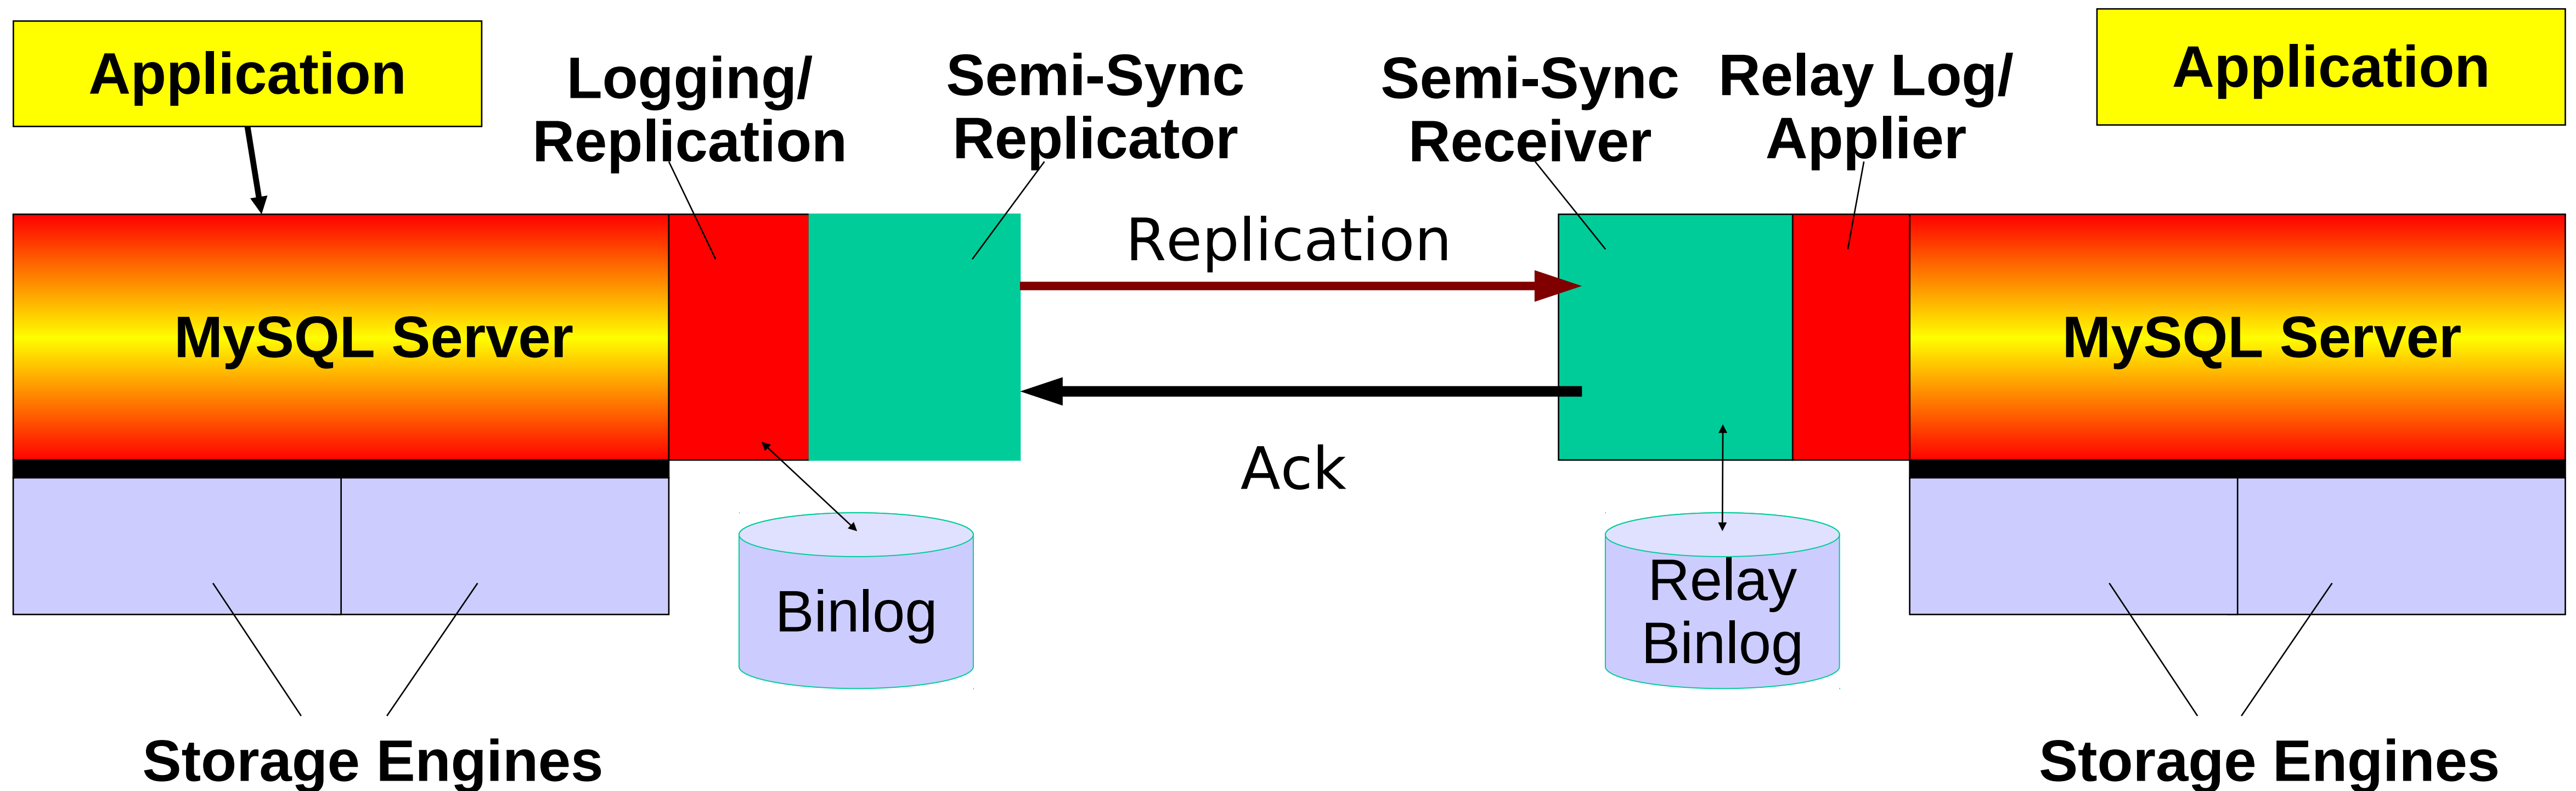 Application
Logging/
Replication
Semi-Sync
Replicator
Semi-Sync
Receiver
Relay Log/
Applier
Application
MySQL Server
Replication
Ack
MySQL Server
Binlog
Relay
Binlog
Storage Engines
Storage Engines